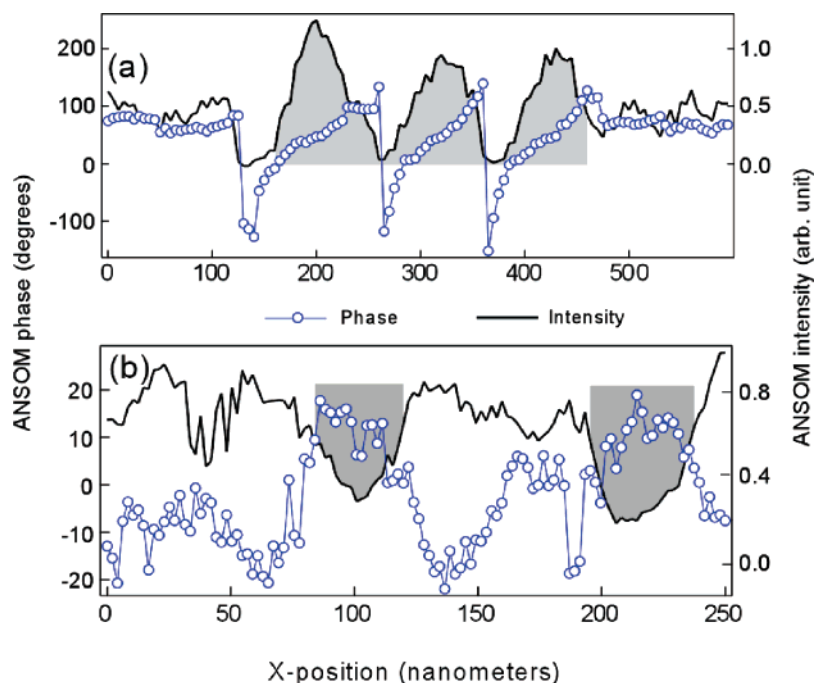 (a)
200
100
0
-100
1.0
0.5
0.0
0 100 200 300 400 500
Phase
Intensity
(b)
20
10
0
-10
-20
0.8
0.4
0.0
0 50 100 150 200 250
X-position (nanometers)
ANSOM phase (degrees)
ANSOM intensity (arb. unit)